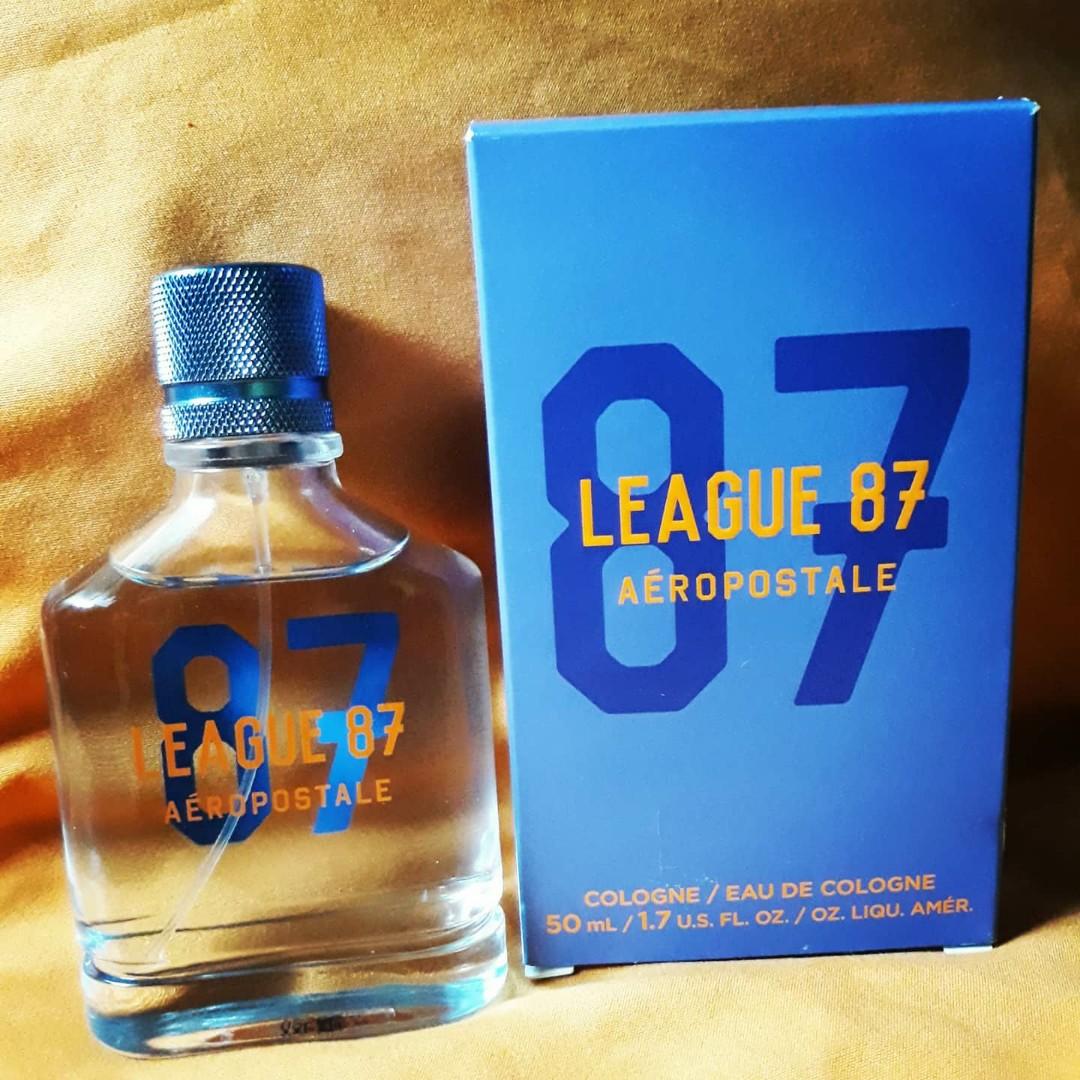 87
LEAGUE 87
AÉROPOSTALE
87
LEAGUE 87
AÉROPOSTALE
COLOGNE / EAU DE COLOGNE
50 mL / 1.7 U.S. FL. OZ. / OZ. LIQU. AMÉR.